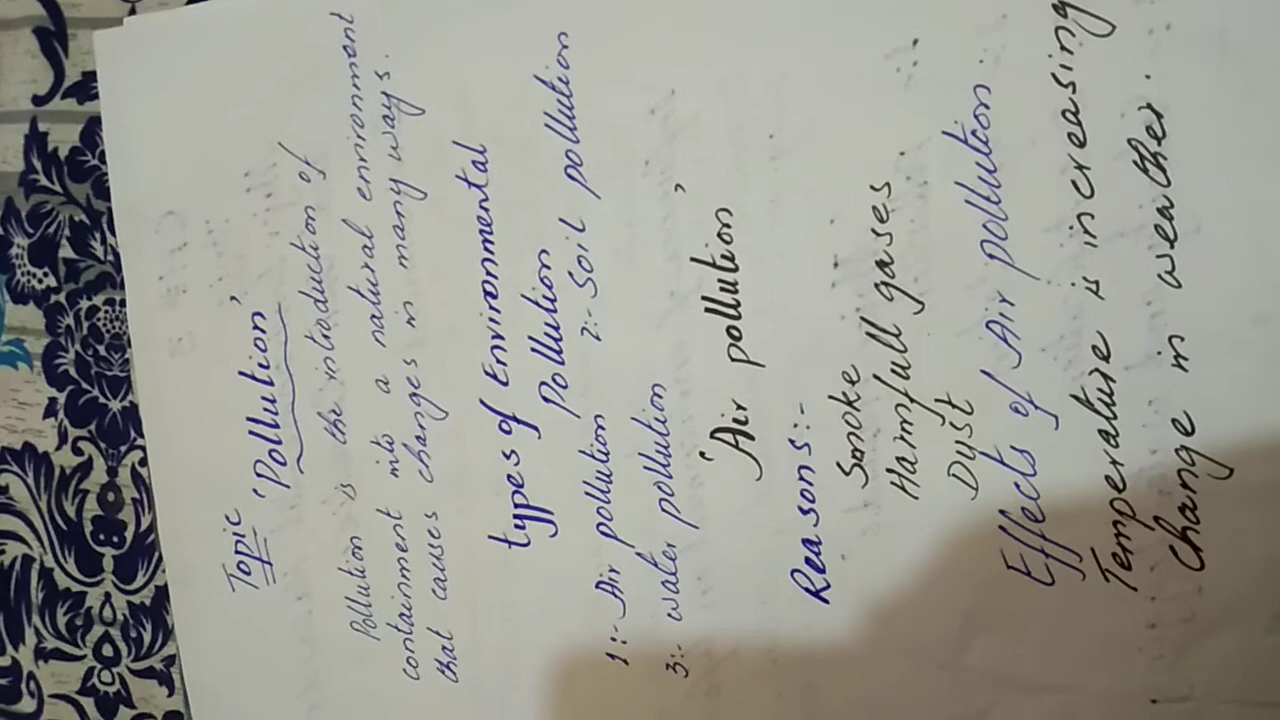 Topic
'Pollution'
Pollution is the introduction of
containment into a natural environment
that causes changes in many ways.
types of Environmental
Pollution
1:- Air pollution 2:- Soil pollution
3:- water pollution
'Air pollution'
Reasons:-
Smoke
Harmfull gases
Dust
Effects of Air pollution.
Temperature is increasing
Change in weather.